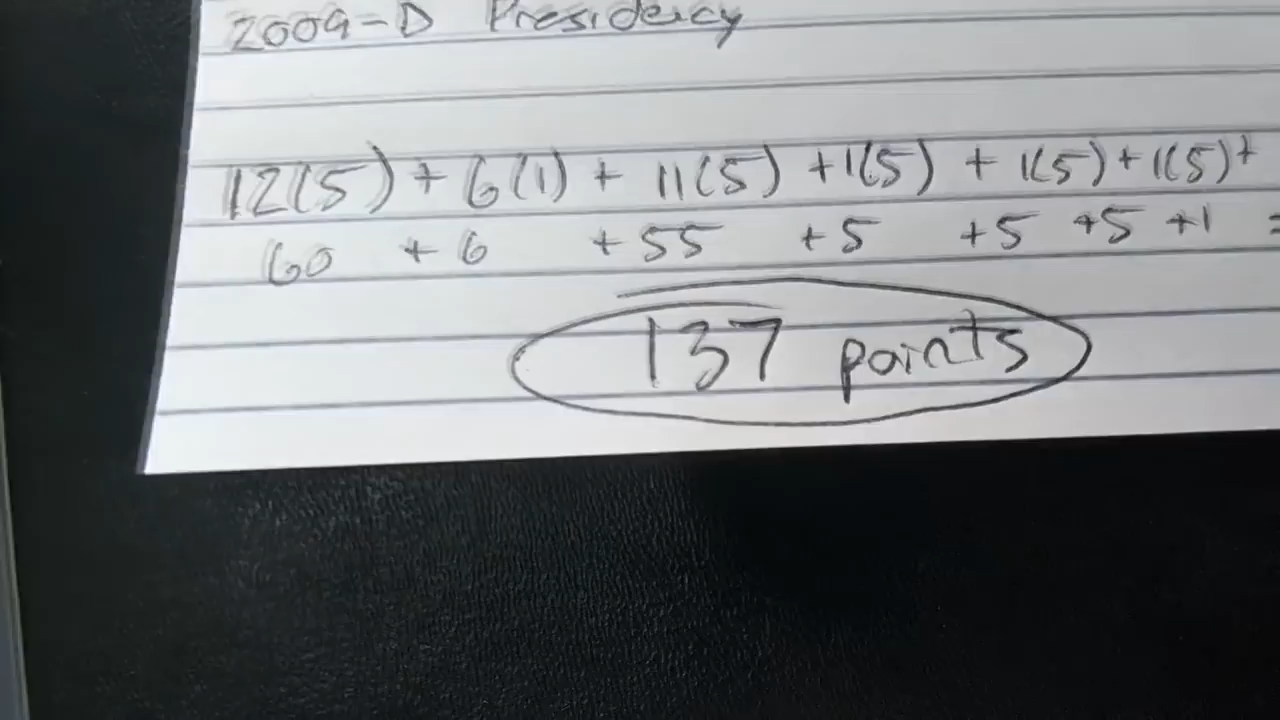 2009-D Presidency
12(5) + 6(1) + 11(5) +1(5) + 1(5) + 1(5) +
60 + 6 + 55 + 5 + 5 + 5 + 1 =
137 points